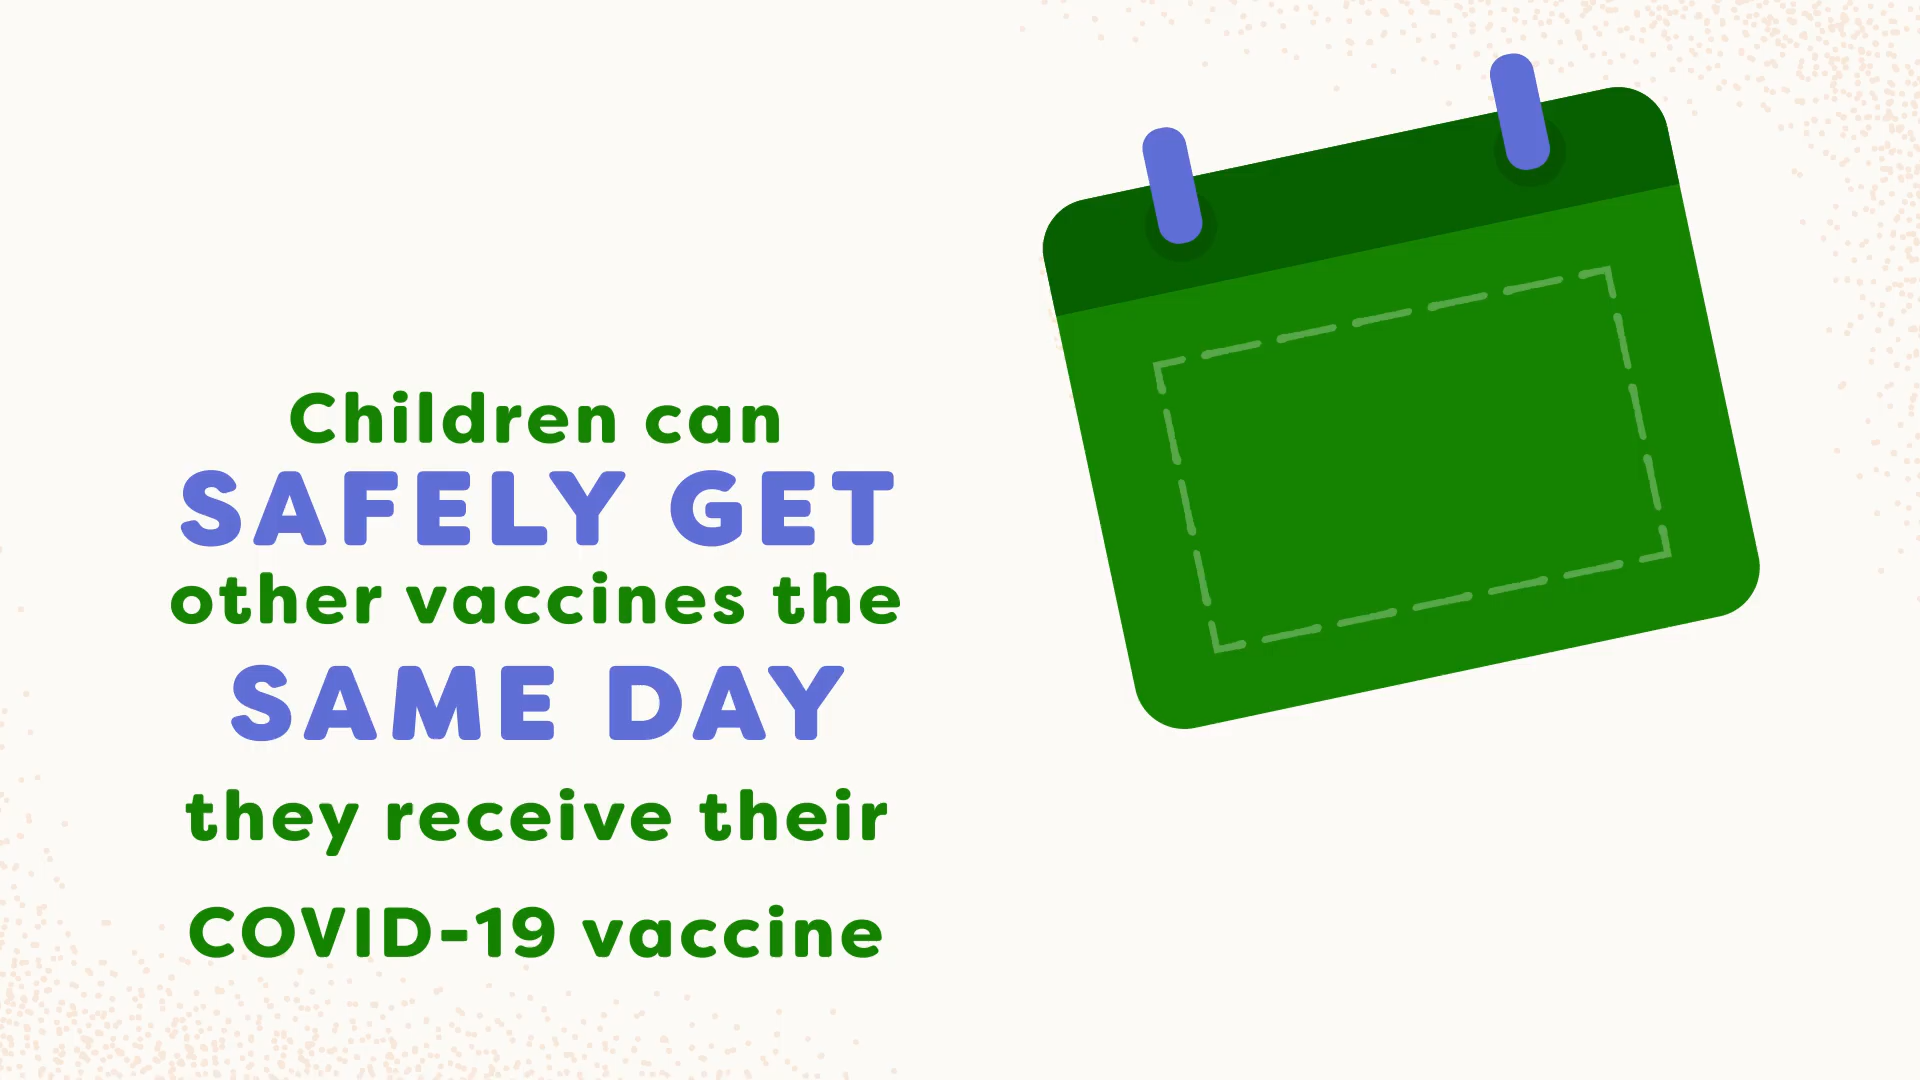 Children can
SAFELY GET
other vaccines the
SAME DAY
they receive their
COVID-19 vaccine